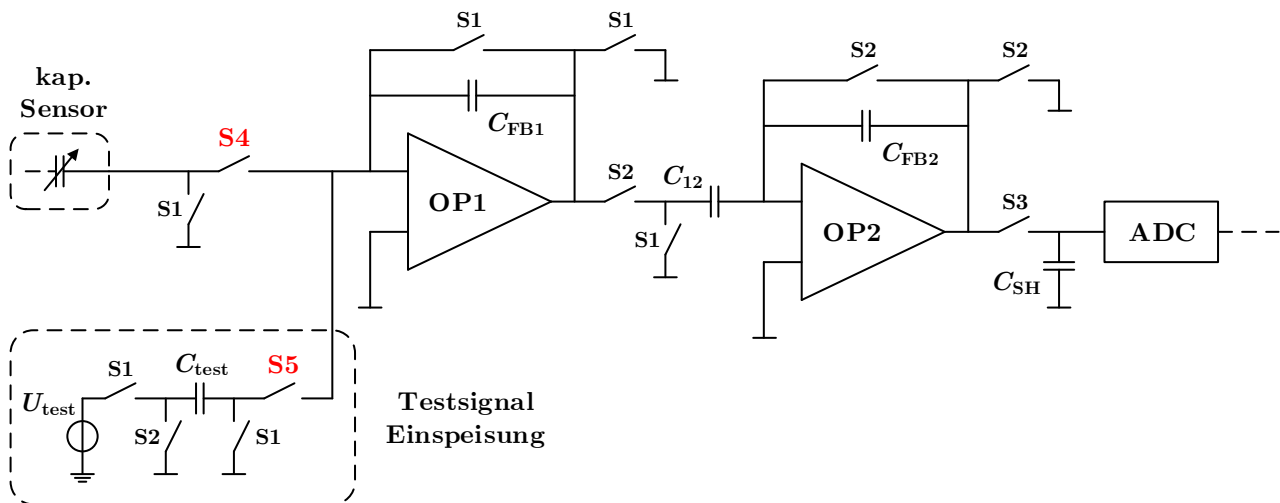 S1
S1
S2
S2
kap.
Sensor
S4
C_FB1
C_FB2
S1
OP1
S2
C_12
S1
OP2
S3
ADC
C_SH
S1
C_test
S5
U_test
S2
S1
Testsignal
Einspeisung